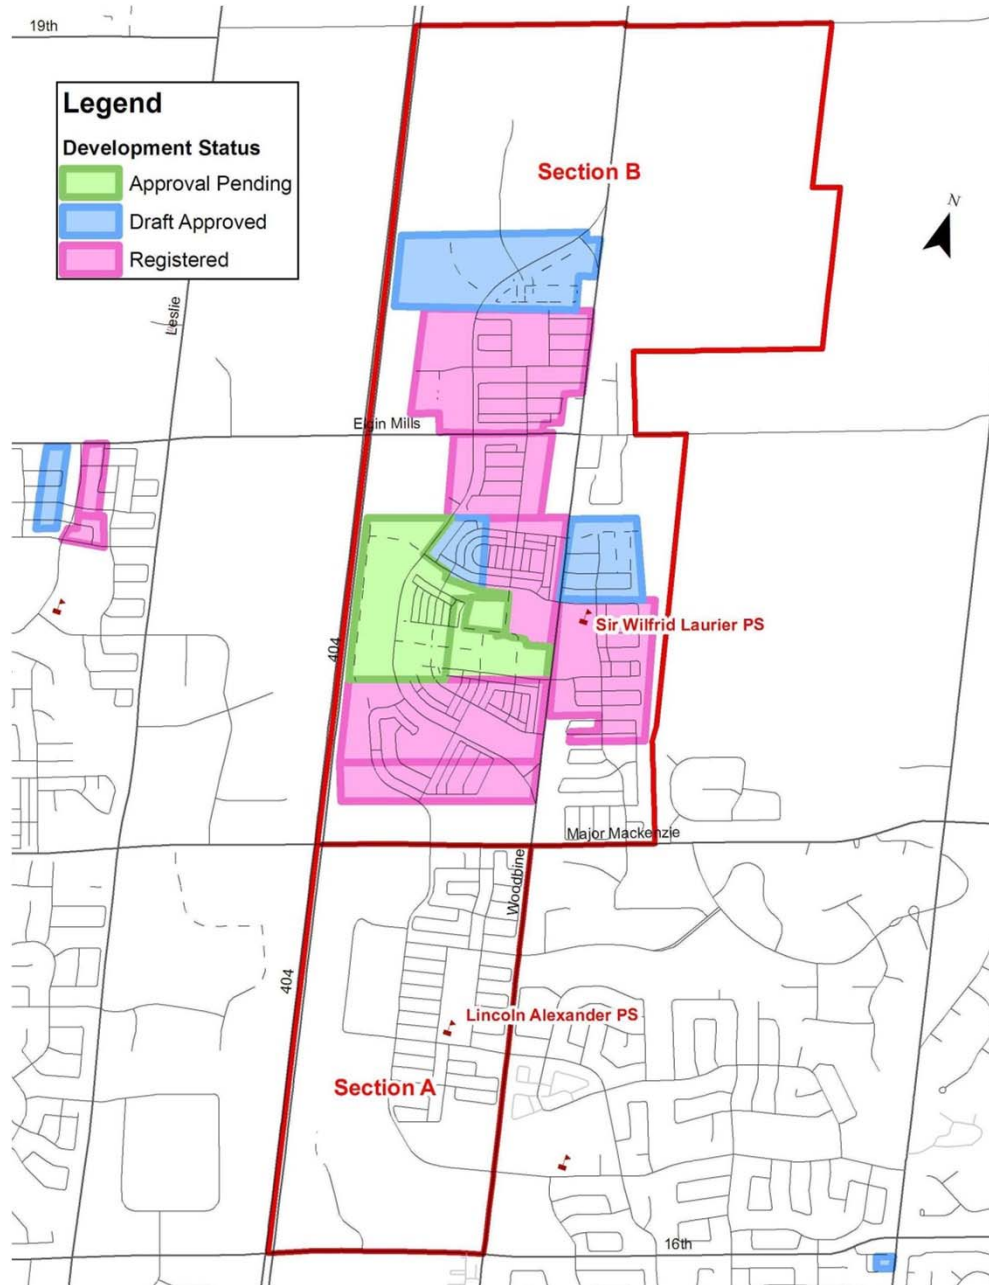 19th
Legend
Development Status
Approval Pending
Draft Approved
Registered
Section B
N
Leslie
Elgin Mills
404
Sir Wilfrid Laurier PS
Major Mackenzie
Woodbine
404
Lincoln Alexander PS
Section A
16th